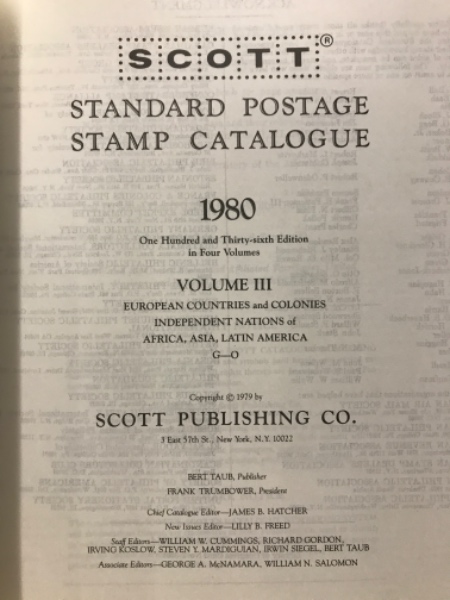 SCOTT®
STANDARD POSTAGE
STAMP CATALOGUE
1980
One Hundred and Thirty-sixth Edition
in Four Volumes
VOLUME III
EUROPEAN COUNTRIES and COLONIES
INDEPENDENT NATIONS of
AFRICA, ASIA, LATIN AMERICA
G—O
Copyright © 1979 by
SCOTT PUBLISHING CO.
3 East 57th St., New York, N.Y. 10022
BERT TAUB, Publisher
FRANK TRUMBOWER, President
Chief Catalogue Editor—JAMES B. HATCHER
New Issues Editor—LILLY B. FREED
Staff Editors—WILLIAM W. CUMMINGS, RICHARD GORDON,
IRVING KOSLOW, STEVEN Y. MARDIGUIAN, IRWIN SIEGEL, BERT TAUB
Associate Editors—GEORGE A. McNAMARA, WILLIAM N. SALOMON